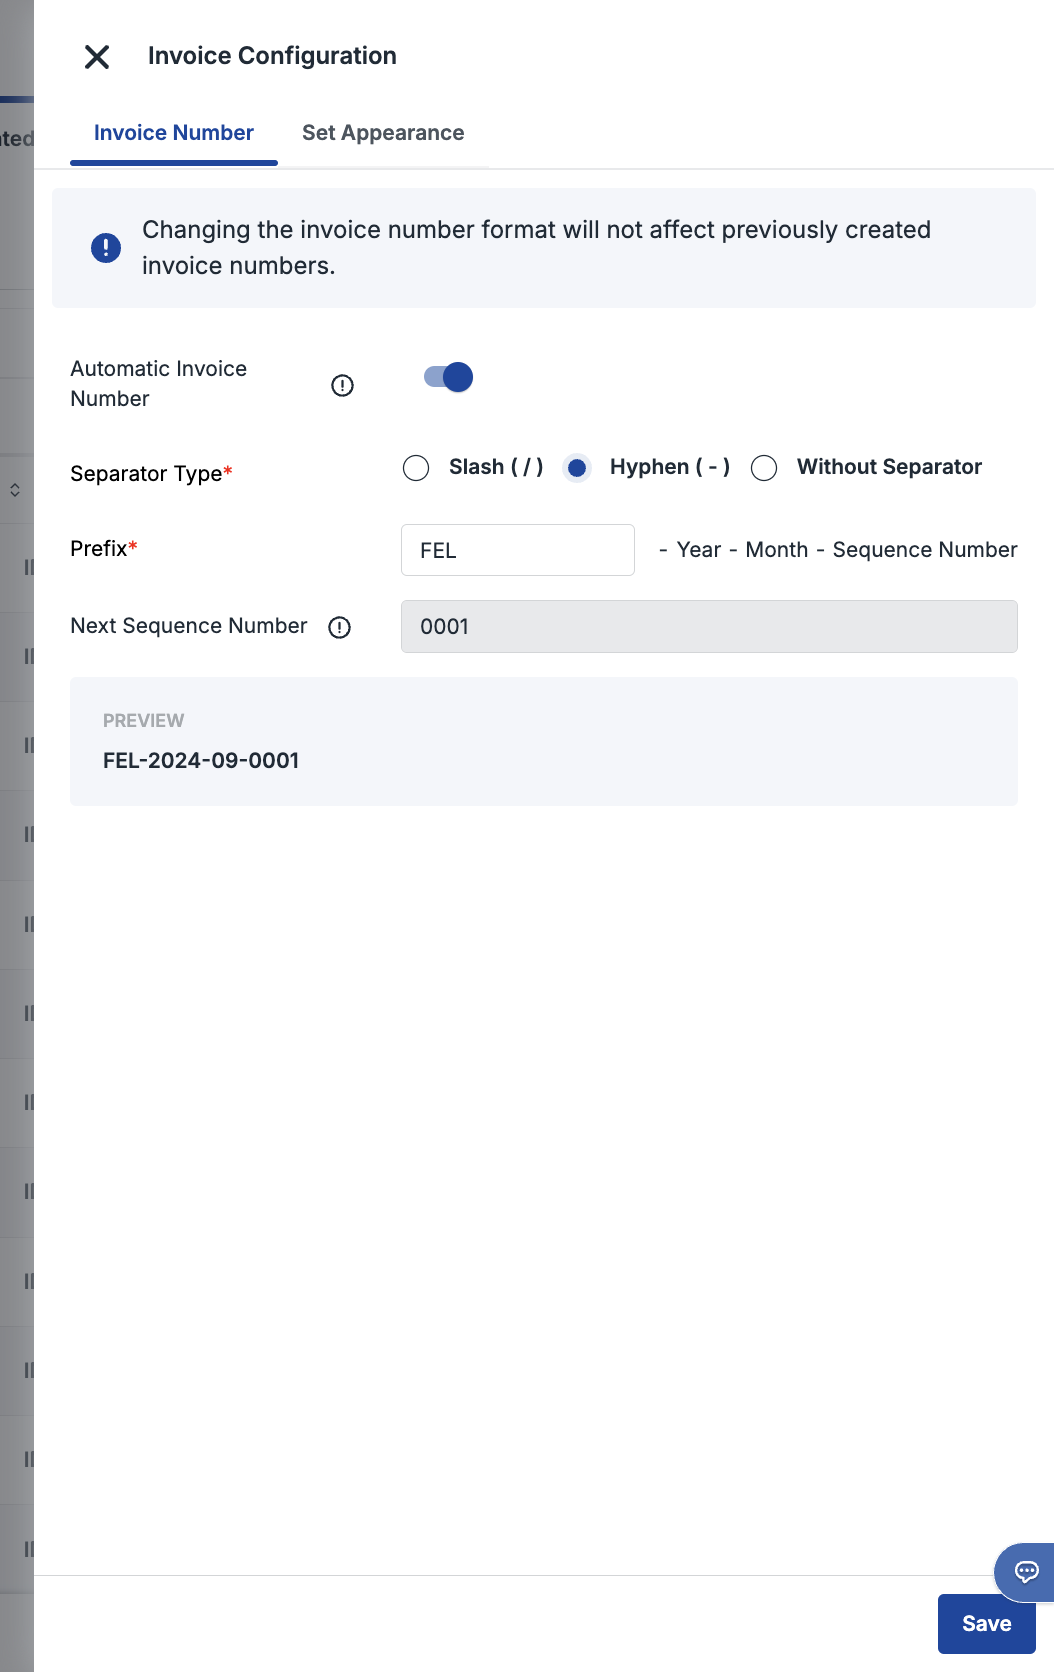 Invoice Configuration
Invoice Number
Set Appearance
Changing the invoice number format will not affect previously created
invoice numbers.
Automatic Invoice
Number
Separator Type*
Slash ( / )
Hyphen ( - )
Without Separator
Prefix*
FEL
- Year - Month - Sequence Number
Next Sequence Number
0001
PREVIEW
FEL-2024-09-0001
Save